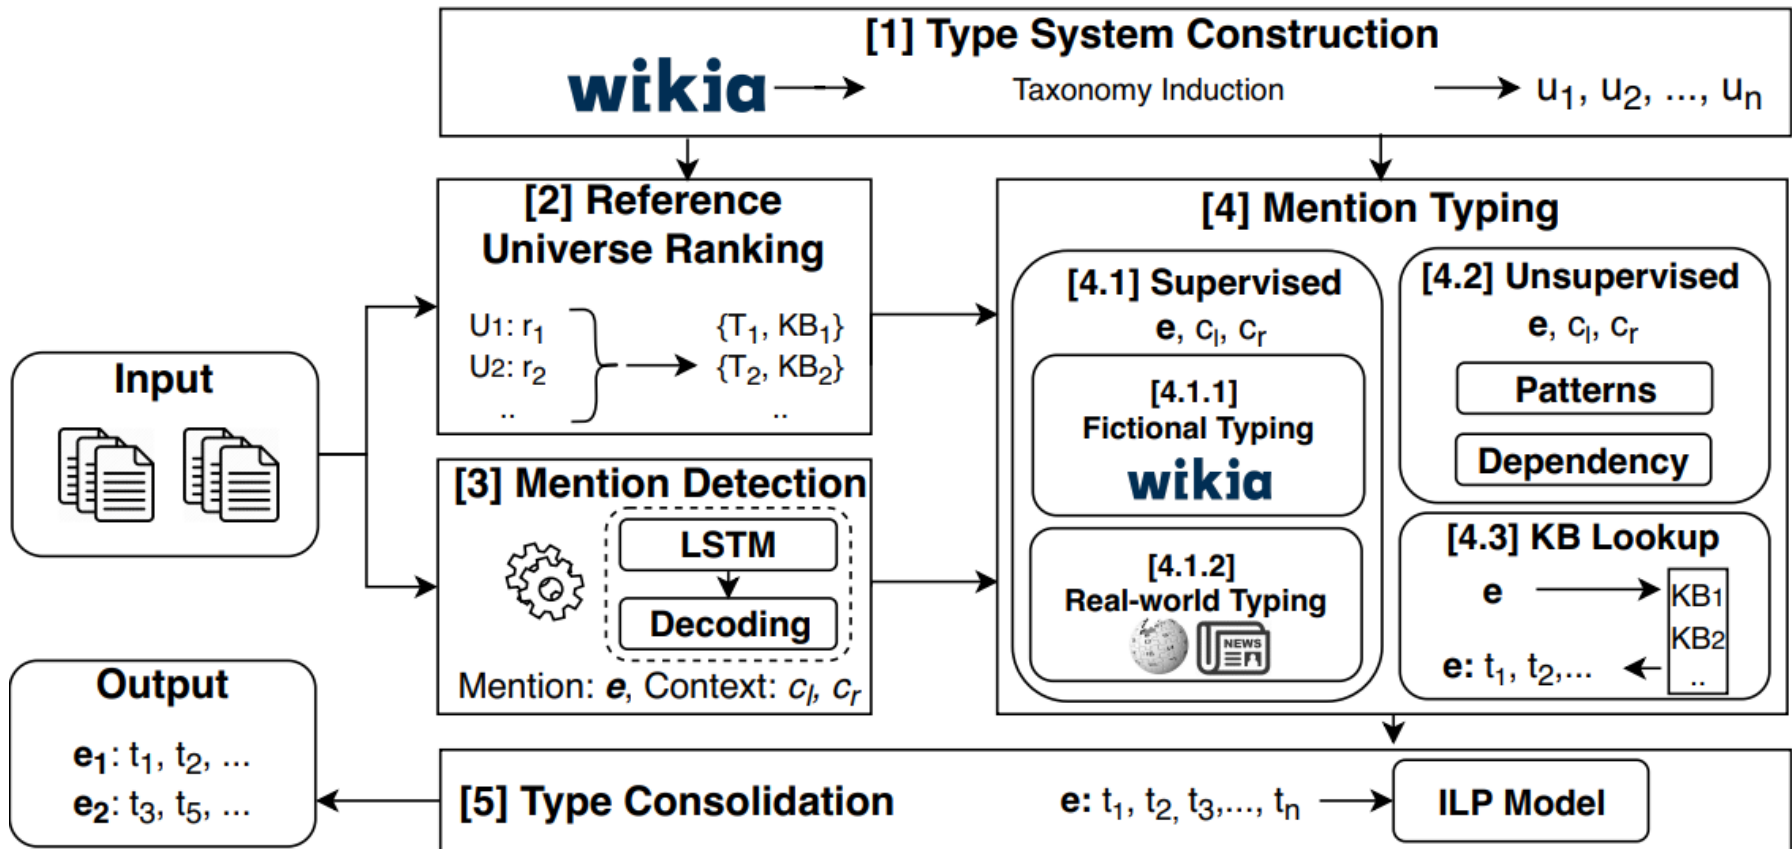 [1] Type System Construction
wikia
Taxonomy Induction
u1, u2, ..., un
[2] Reference
Universe Ranking
U1: r1
{T1, KB1}
U2: r2
{T2, KB2}
..
..
Input
[3] Mention Detection
LSTM
Decoding
Mention: e, Context: cl, cr
[4] Mention Typing
[4.1] Supervised
e, cl, cr
[4.1.1]
Fictional Typing
wikia
[4.1.2]
Real-world Typing
NEWS
[4.2] Unsupervised
e, cl, cr
Patterns
Dependency
[4.3] KB Lookup
e
KB1
KB2
..
e: t1, t2,...
[5] Type Consolidation
e: t1, t2, t3,..., tn
ILP Model
Output
e1: t1, t2, ...
e2: t3, t5, ...